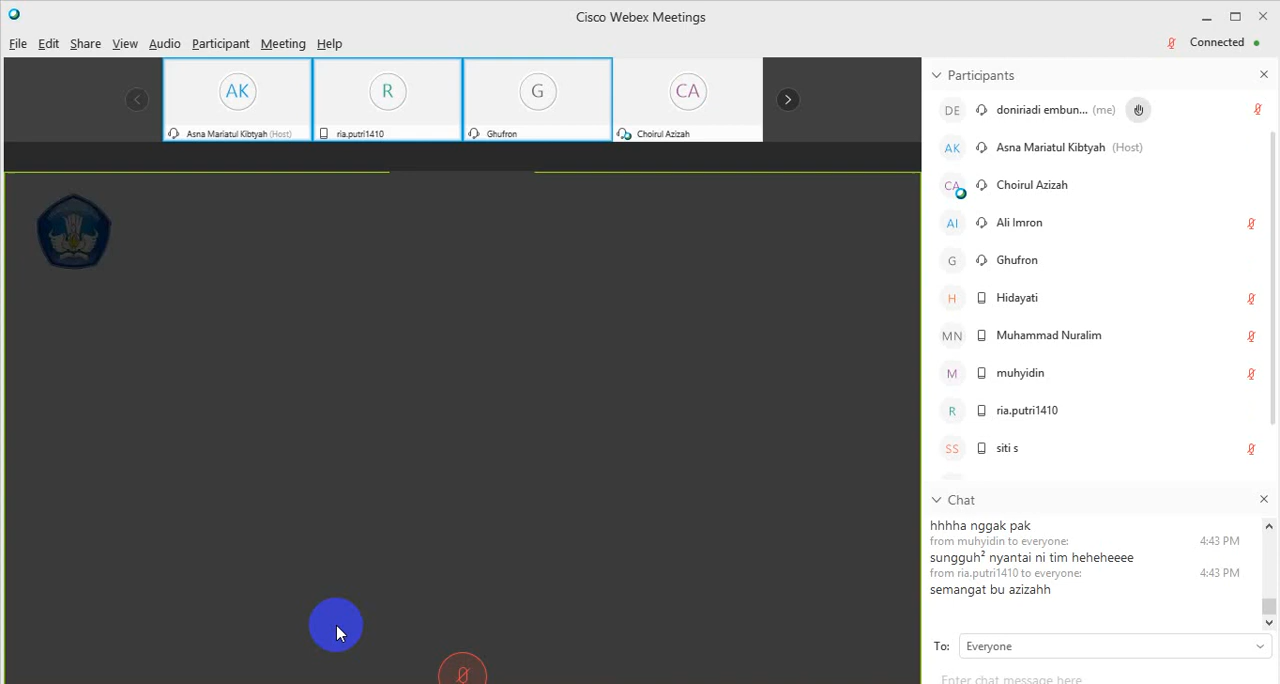 Cisco Webex Meetings
File Edit Share View Audio Participant Meeting Help
Connected
AK
R
G
CA
Asna Mariatul Kibtyah (Host)
ria.putri1410
Ghufron
Choirul Azizah
Participants
DE doniriadi embun... (me)
AK Asna Mariatul Kibtyah (Host)
CA Choirul Azizah
AI Ali Imron
G Ghufron
H Hidayati
MN Muhammad Nuralim
M muhyidin
R ria.putri1410
SS siti s
Chat
hhhha nggak pak
from muhyidin to everyone: 4:43 PM
sungguh² nyantai ni tim heheheeee
from ria.putri1410 to everyone: 4:43 PM
semangat bu azizahh
To: Everyone
Enter chat message here